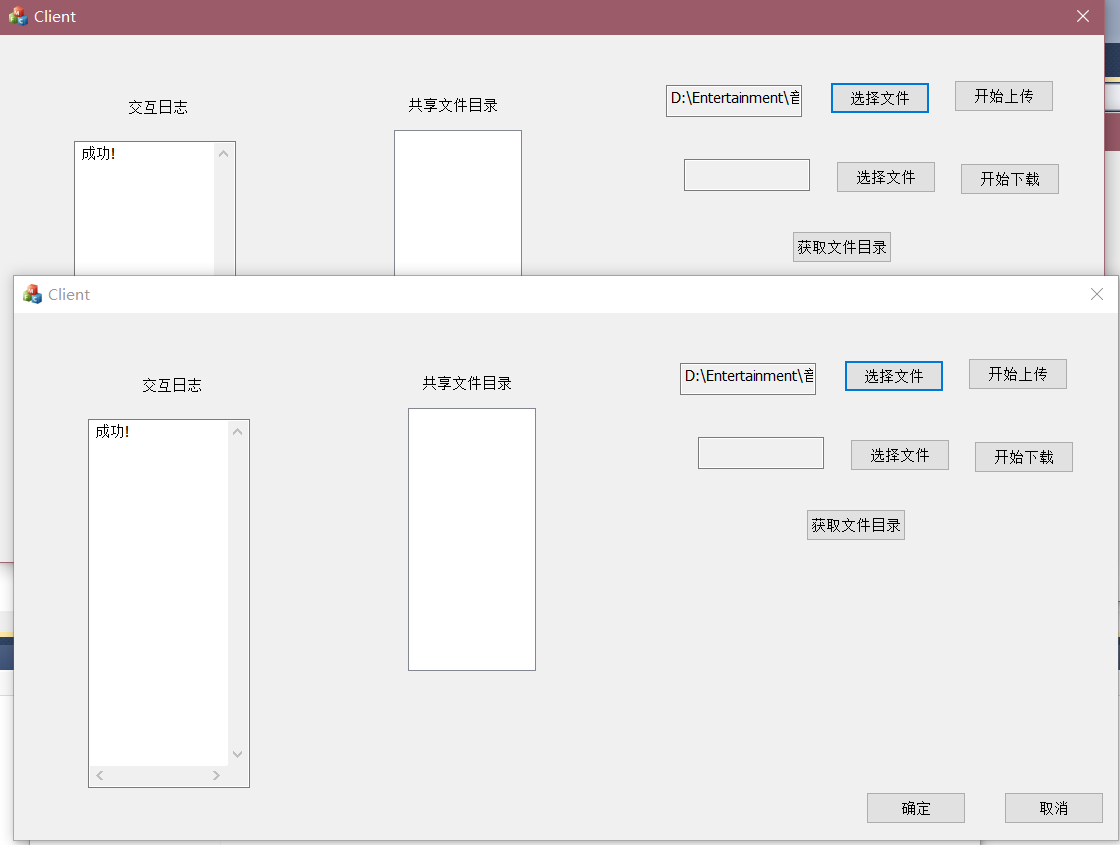 Client
交互日志
共享文件目录
D:\Entertainment\音
选择文件
开始上传
成功!
选择文件
开始下载
获取文件目录
Client
交互日志
共享文件目录
D:\Entertainment\音
选择文件
开始上传
成功!
选择文件
开始下载
获取文件目录
确定
取消